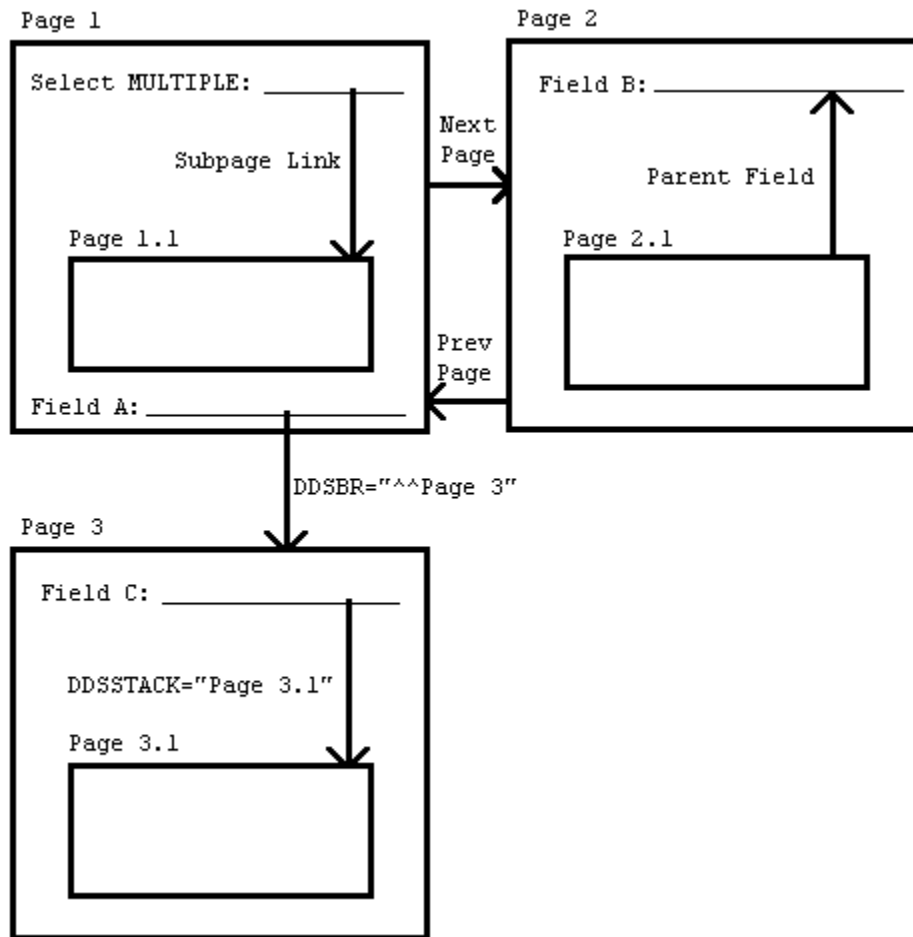 Page 1
Select MULTIPLE:
Subpage Link
Page 1.1
Field A:
Next
Page
Prev
Page
Page 2
Field B:
Parent Field
Page 2.1
DDSBR="^^Page 3"
Page 3
Field C:
DDSSTACK="Page 3.1"
Page 3.1